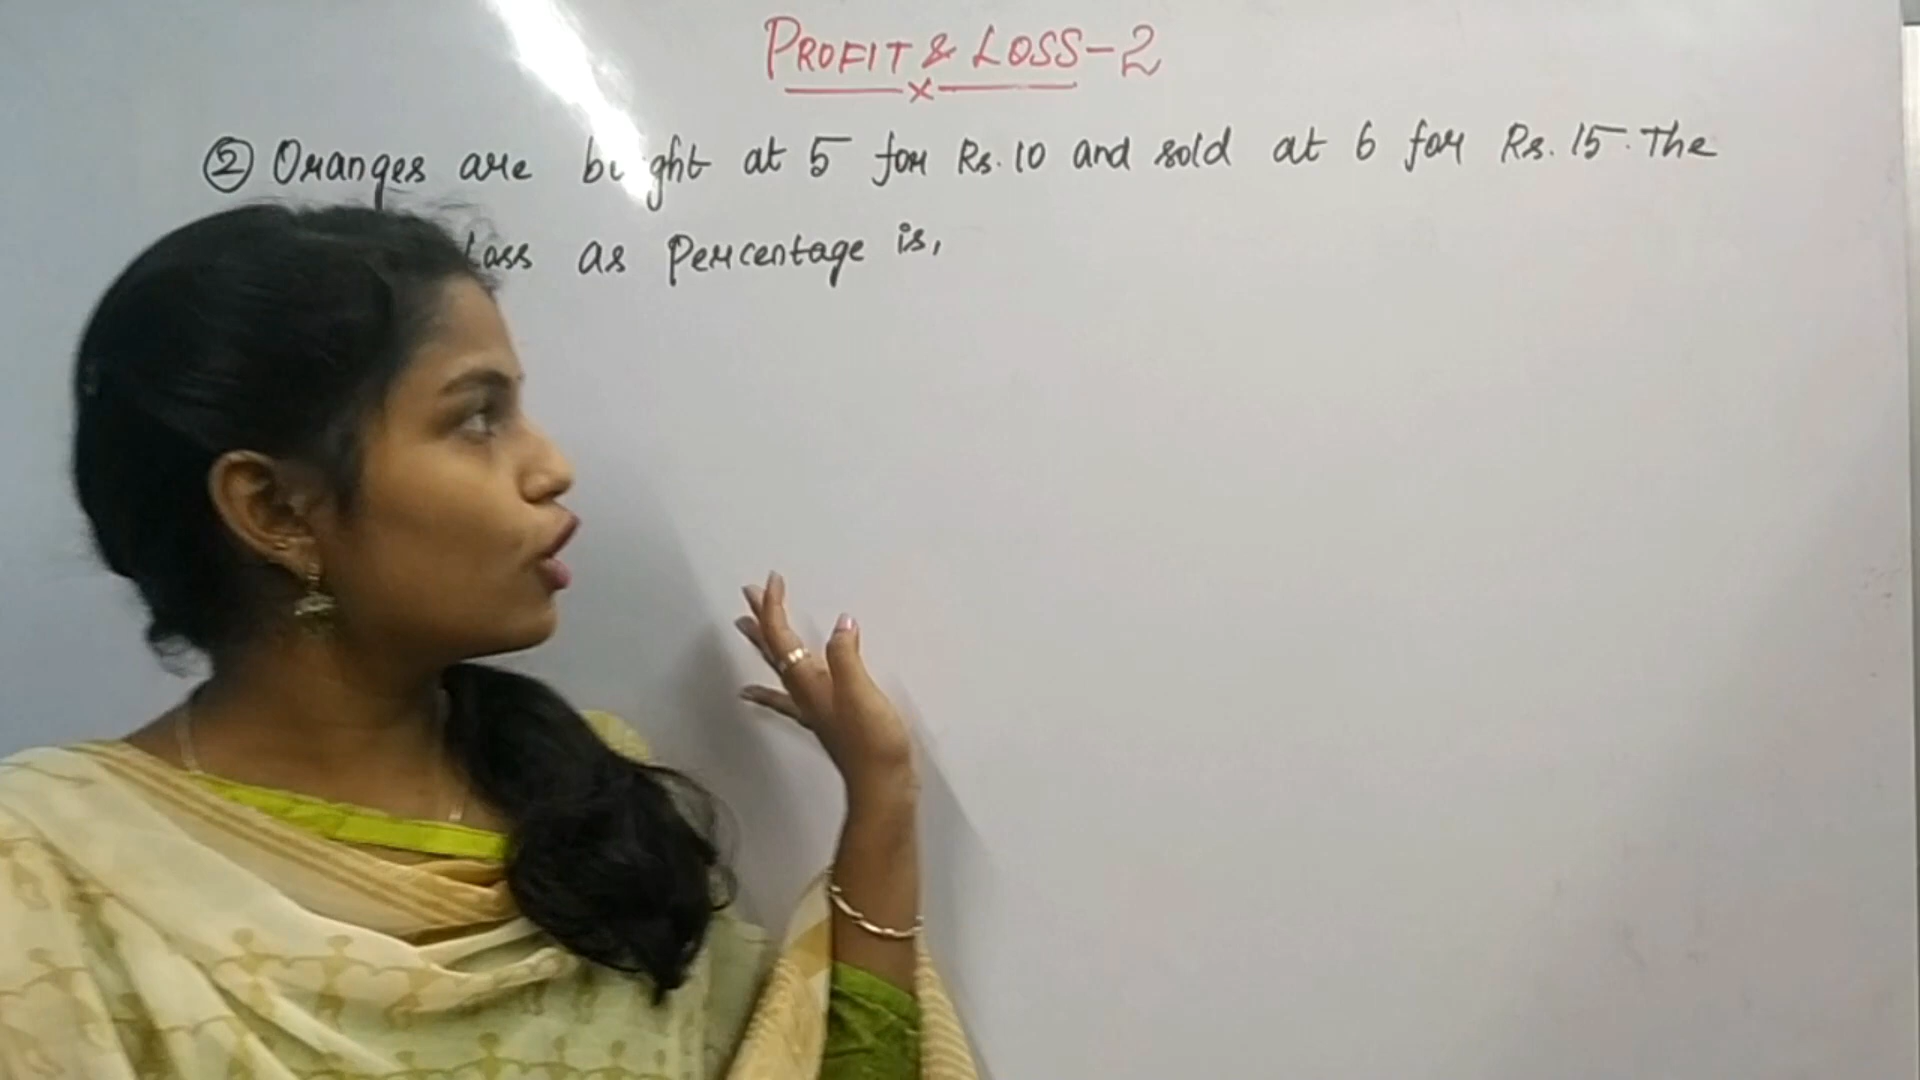 PROFIT & LOSS-2
② Oranges are bought at 5 for Rs. 10 and sold at 6 for Rs. 15. The
Loss as Percentage is,